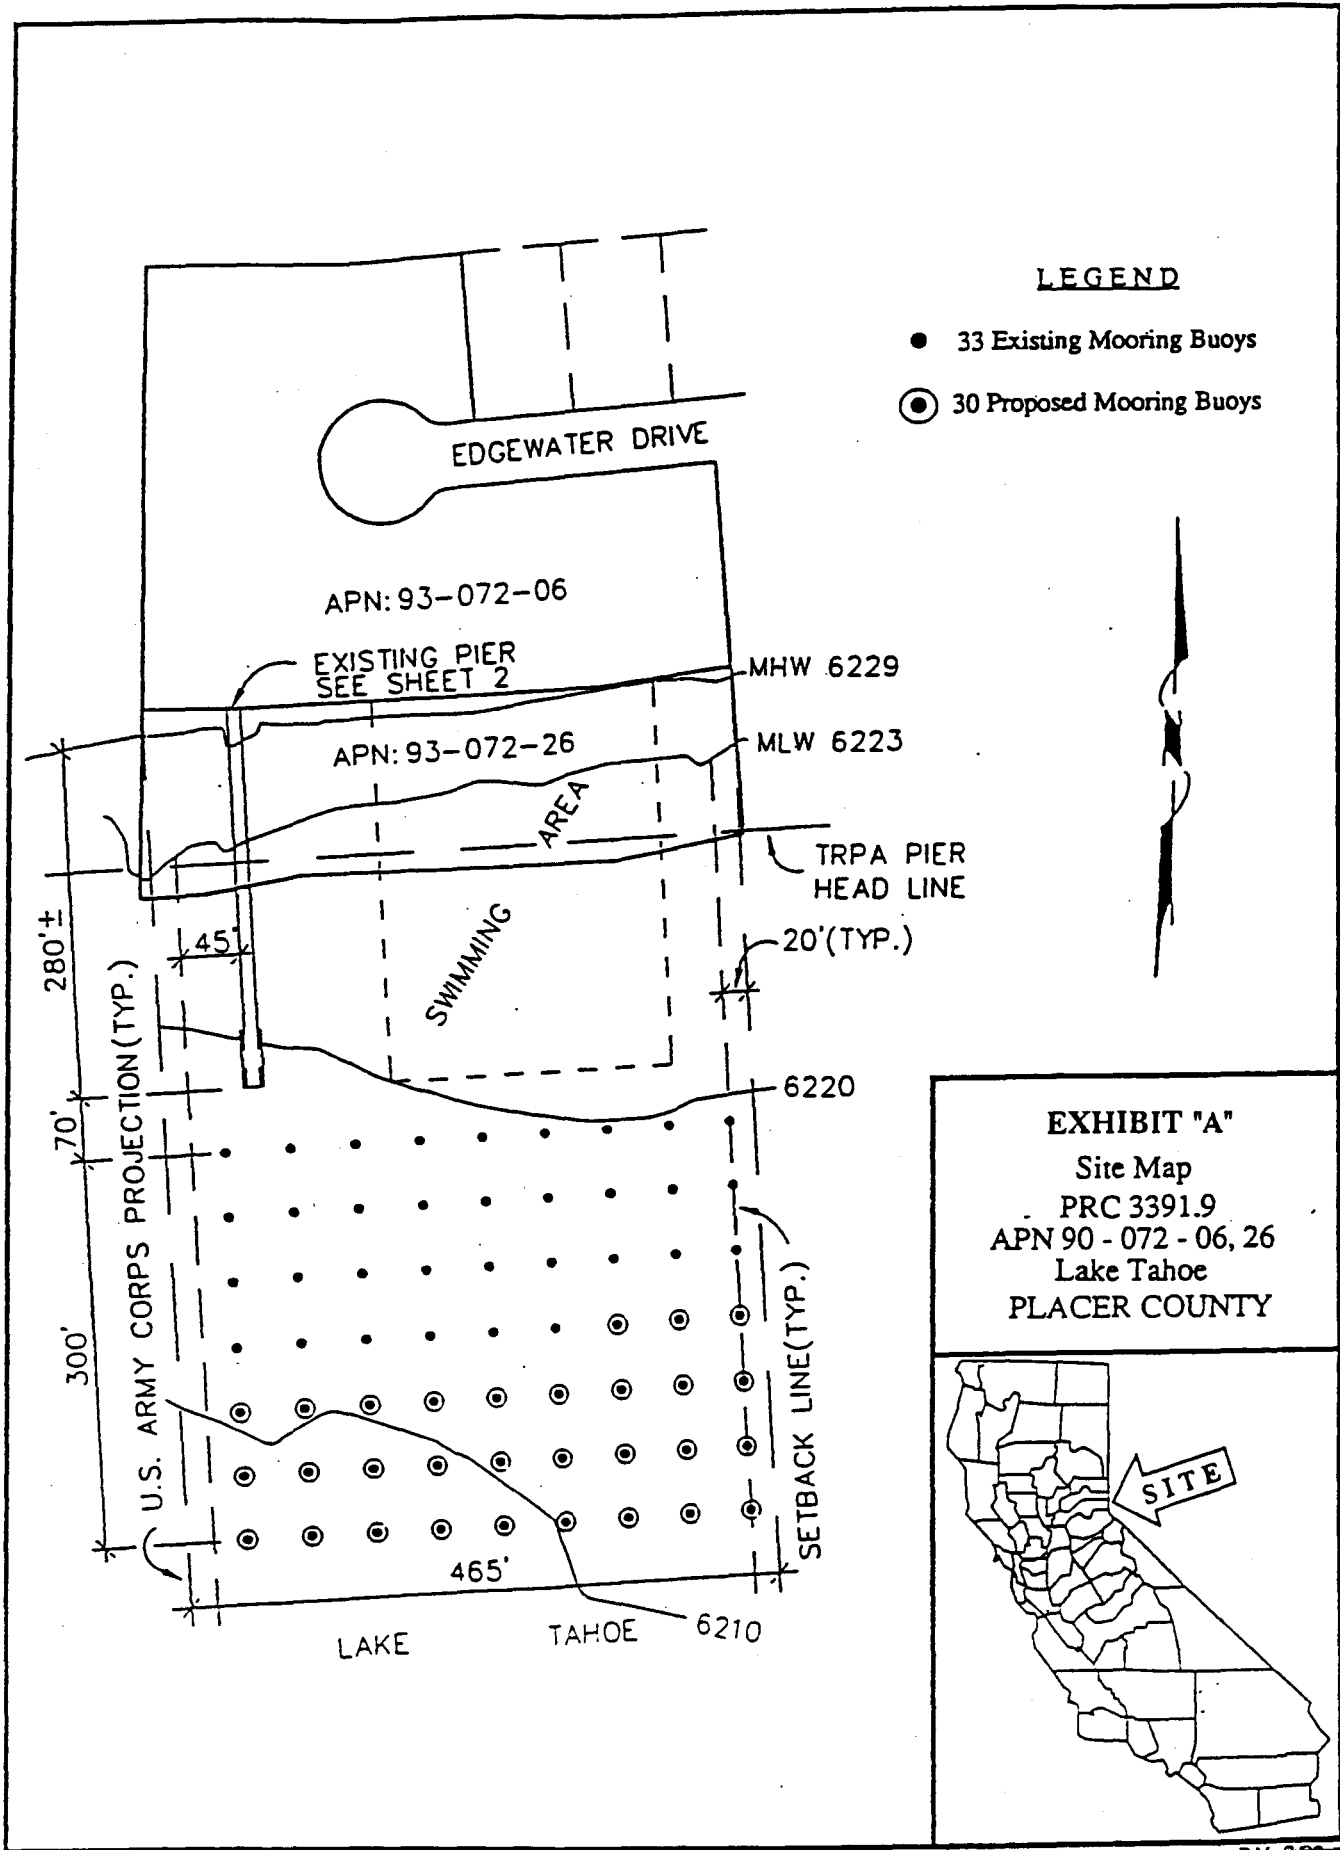 LEGEND
33 Existing Mooring Buoys
30 Proposed Mooring Buoys
EDGEWATER DRIVE
APN: 93-072-06
EXISTING PIER
SEE SHEET 2
MHW 6229
APN: 93-072-26
MLW 6223
AREA
TRPA PIER
HEAD LINE
280'±
45'
SWIMMING
20'(TYP.)
6220
70'
U.S. ARMY CORPS PROJECTION(TYP.)
300'
SETBACK LINE(TYP.)
465'
LAKE TAHOE
6210
EXHIBIT "A"
Site Map
PRC 3391.9
APN 90 - 072 - 06, 26
Lake Tahoe
PLACER COUNTY
SITE